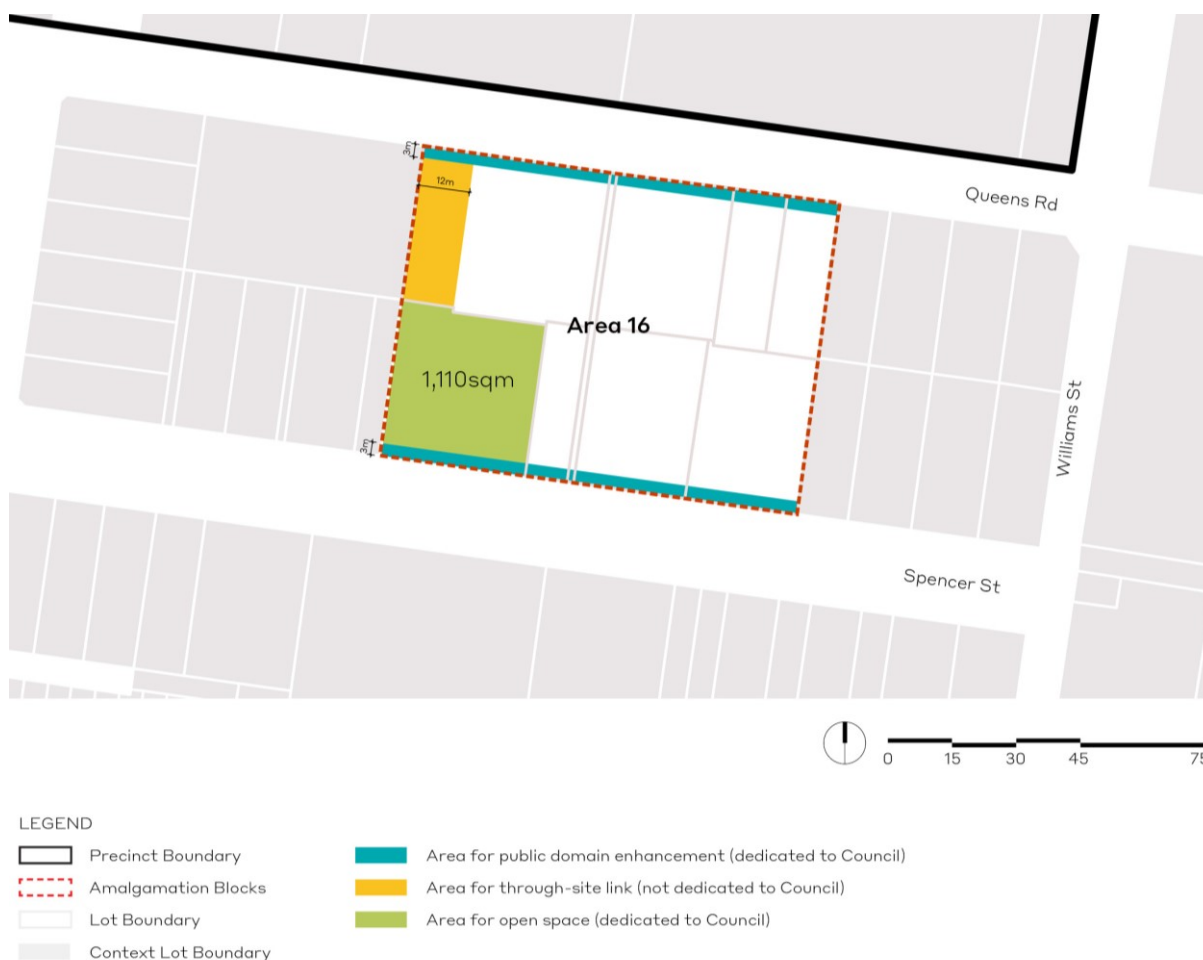 3m
12m
Queens Rd
Area 16
1,110sqm
3m
Williams St
Spencer St
0 15 30 45 75
LEGEND
Precinct Boundary
Amalgamation Blocks
Lot Boundary
Context Lot Boundary
Area for public domain enhancement (dedicated to Council)
Area for through-site link (not dedicated to Council)
Area for open space (dedicated to Council)